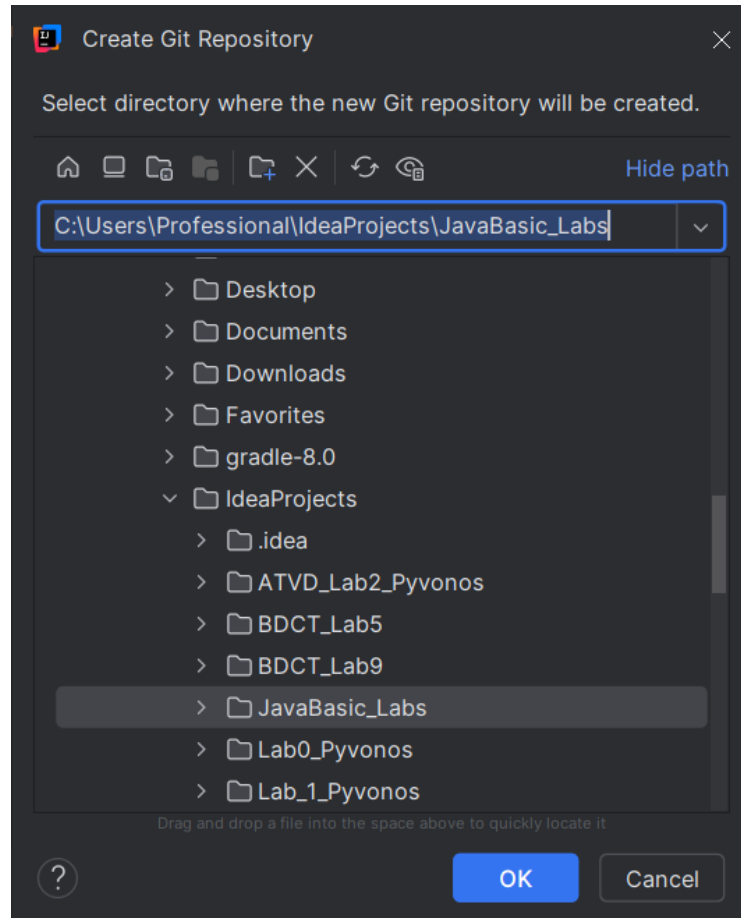 Create Git Repository
Select directory where the new Git repository will be created.
Hide path
C:\Users\Professional\IdeaProjects\JavaBasic_Labs
Desktop
Documents
Downloads
Favorites
gradle-8.0
IdeaProjects
.idea
ATVD_Lab2_Pyvonos
BDCT_Lab5
BDCT_Lab9
JavaBasic_Labs
Lab0_Pyvonos
Lab_1_Pyvonos
Drag and drop a file into the space above to quickly locate it
? OK Cancel